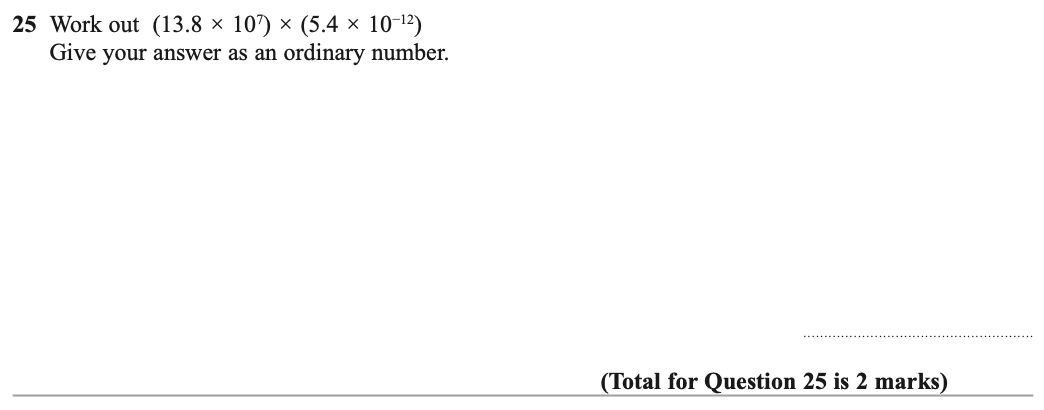 25 Work out (13.8 × 10⁷) × (5.4 × 10⁻¹²)
Give your answer as an ordinary number.
(Total for Question 25 is 2 marks)